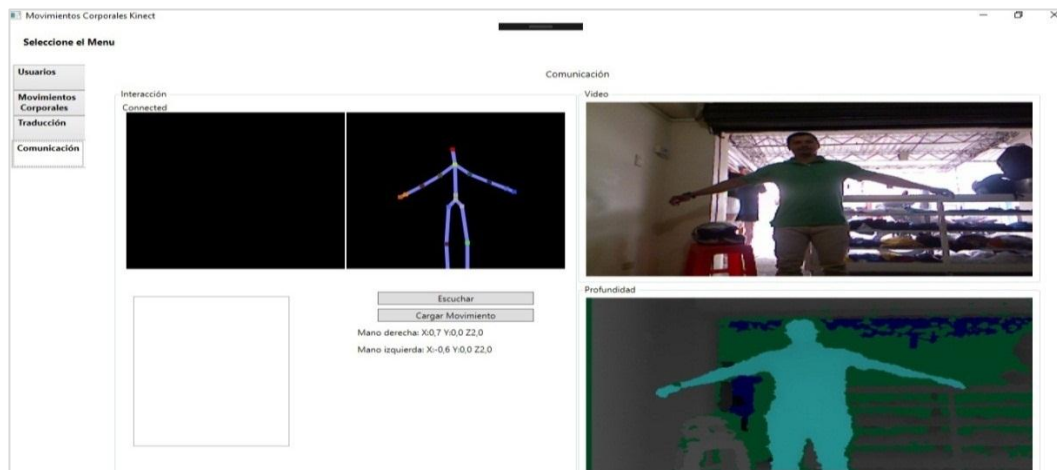 Movimientos Corporales Kinect
Seleccione el Menu
Usuarios
Movimientos
Corporales
Traducción
Comunicación
Comunicación
Interacción
Connected
Escuchar
Cargar Movimiento
Mano derecha: X:0,7 Y:0,0 Z2,0
Mano izquierda: X:-0,6 Y:0,0 Z2,0
Video
Profundidad